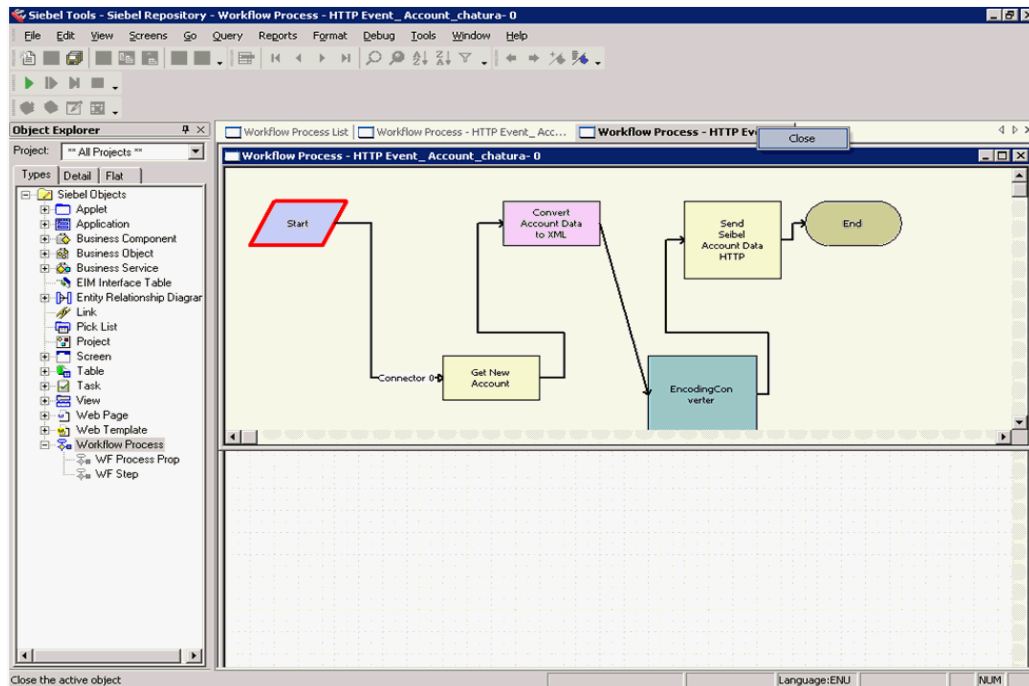 Siebel Tools - Siebel Repository - Workflow Process - HTTP Event_ Account_chatura- 0
File Edit View Screens Go Query Reports Format Debug Tools Window Help
Object Explorer
Project: ** All Projects **
Types Detail Flat
Siebel Objects
Applet
Application
Business Component
Business Object
Business Service
EIM Interface Table
Entity Relationship Diagrar
Link
Pick List
Project
Screen
Table
Task
View
Web Page
Web Template
Workflow Process
WF Process Prop
WF Step
Workflow Process List
Workflow Process - HTTP Event_ Acc...
Workflow Process - HTTP Eve
Close
Workflow Process - HTTP Event_ Account_chatura- 0
Start
Convert
Account Data
to XML
Send
Seibel
Account Data
HTTP
End
Connector 0
Get New
Account
EncodingCon
verter
Close the active object
Language:ENU
NUM